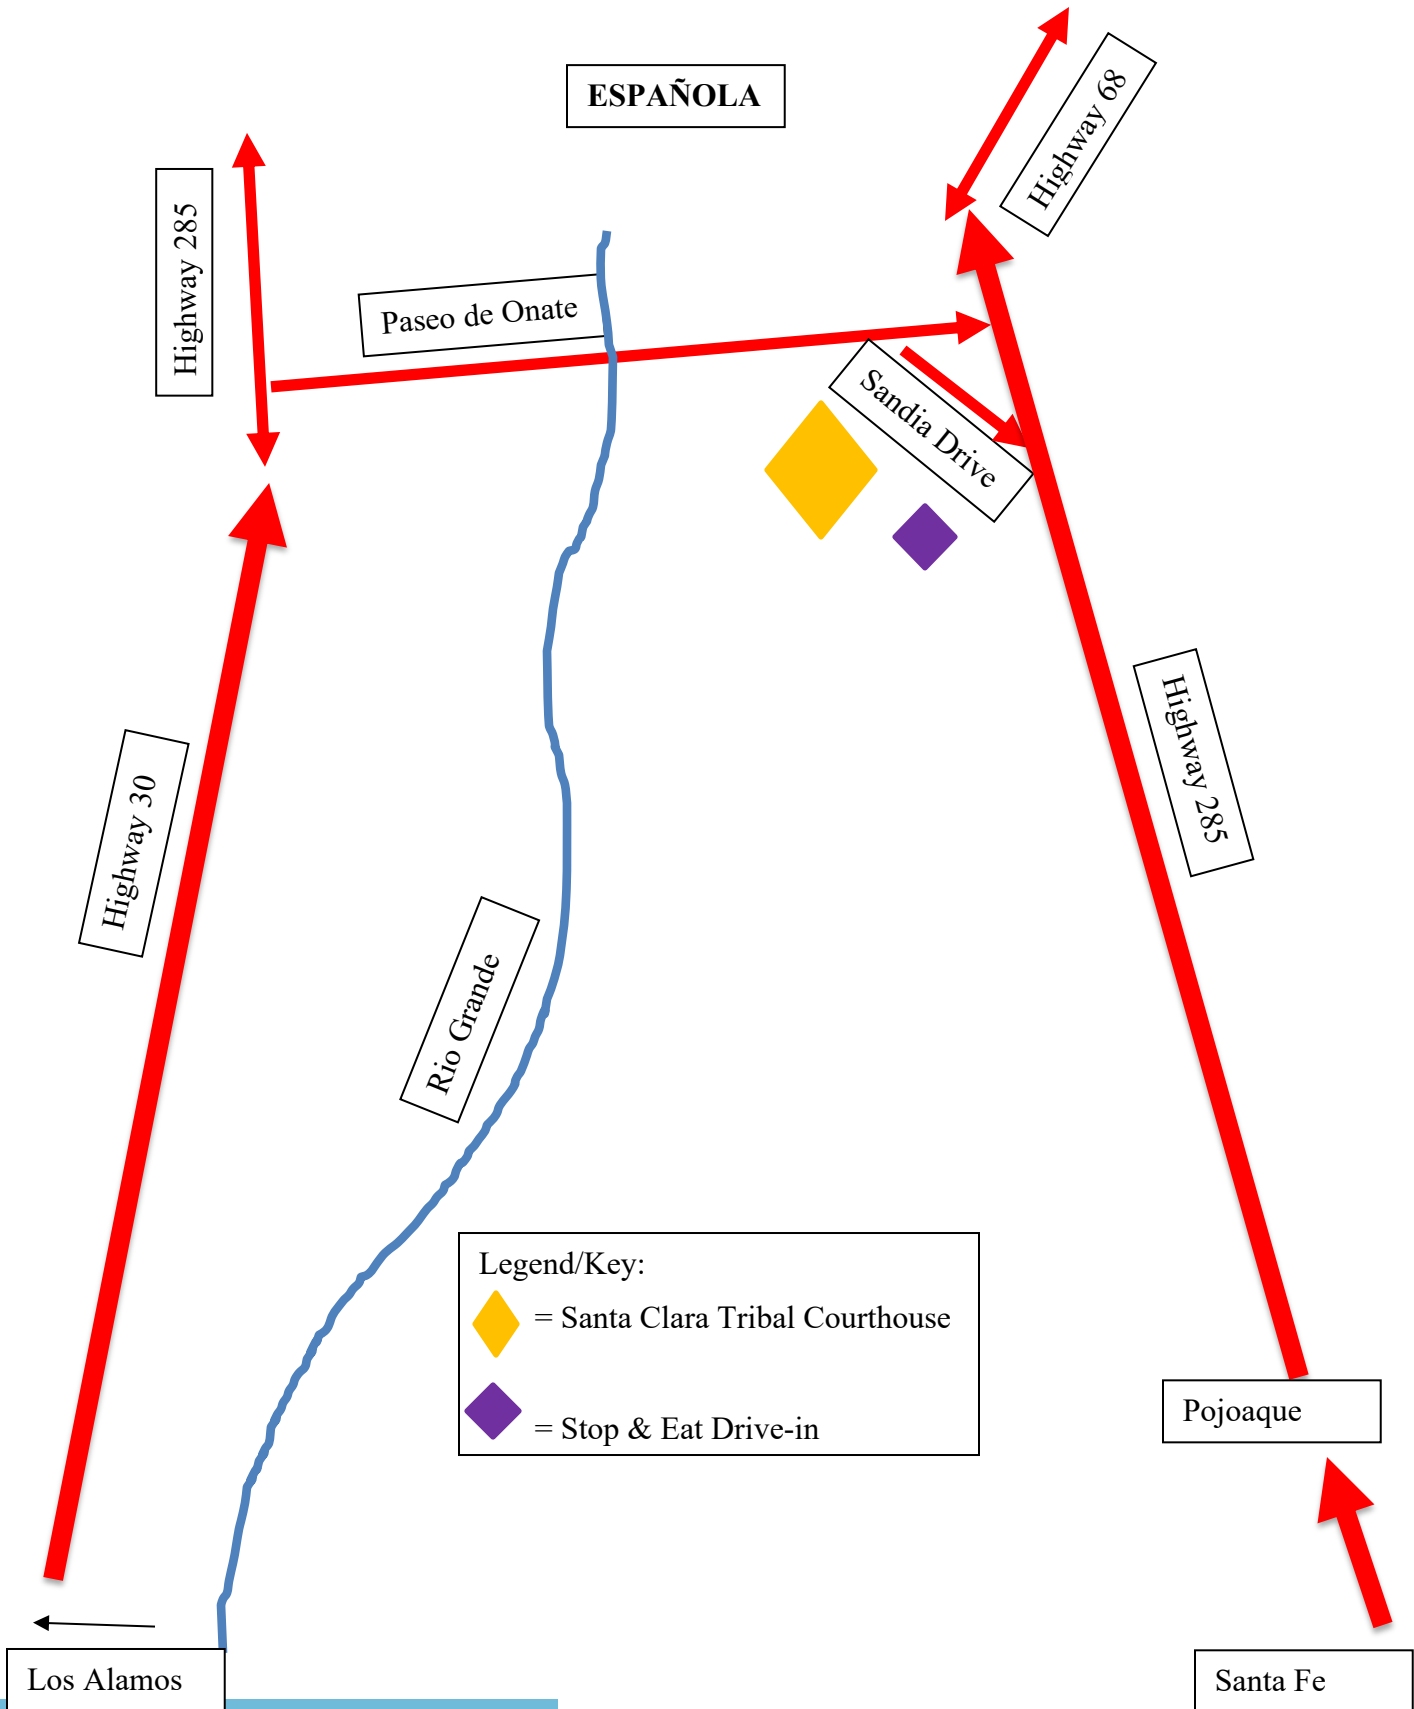 ESPAÑOLA
Highway 68
Highway 285
Paseo de Onate
Sandia Drive
Highway 285
Highway 30
Rio Grande
Legend/Key:
= Santa Clara Tribal Courthouse
= Stop & Eat Drive-in
Pojoaque
Los Alamos
Santa Fe